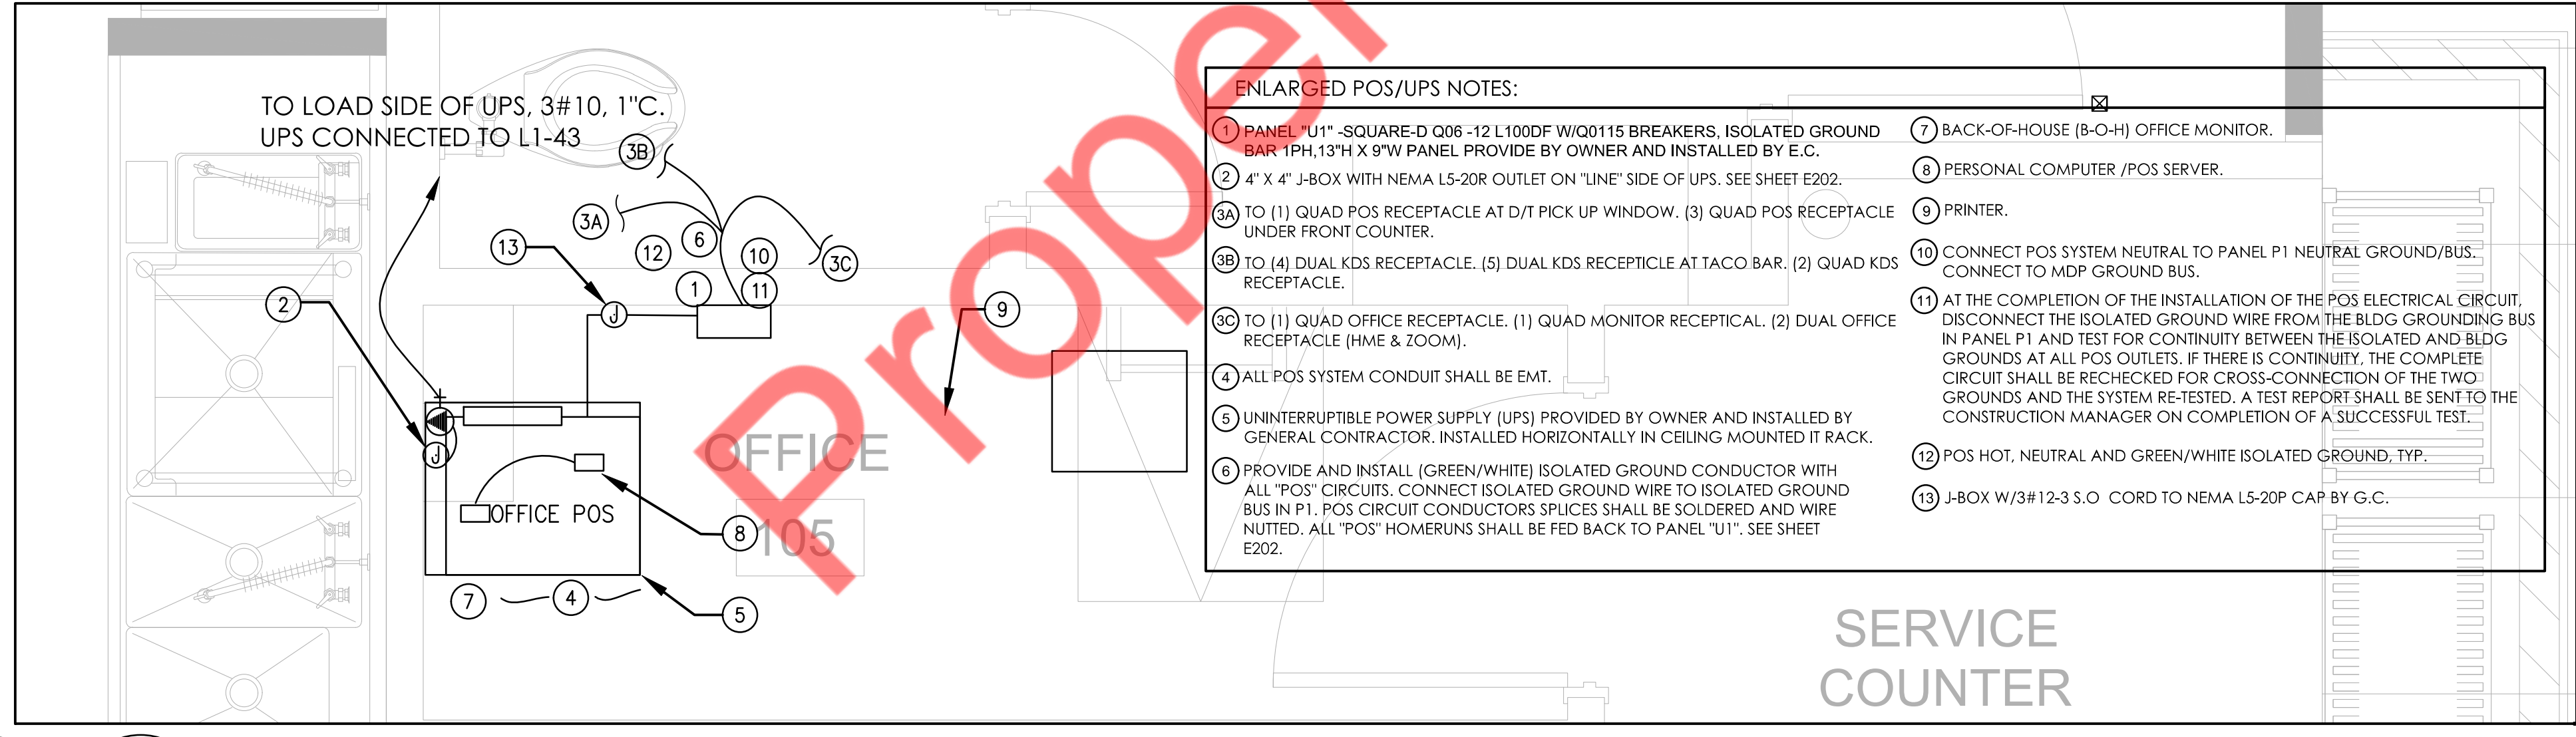 TO LOAD SIDE OF UPS, 3#10, 1"C.
UPS CONNECTED TO L1-43
3B
3A
6
13
12
10
3C
1
11
2
J
9
J
OFFICE
OFFICE POS
8
105
7
4
5
Proper
ENLARGED POS/UPS NOTES:
1 PANEL "U1" -SQUARE-D Q06 -12 L100DF W/Q0115 BREAKERS, ISOLATED GROUND
BAR 1PH,13"H X 9"W PANEL PROVIDE BY OWNER AND INSTALLED BY E.C.
2 4" X 4" J-BOX WITH NEMA L5-20R OUTLET ON "LINE" SIDE OF UPS. SEE SHEET E202.
3A TO (1) QUAD POS RECEPTACLE AT D/T PICK UP WINDOW. (3) QUAD POS RECEPTACLE
UNDER FRONT COUNTER.
3B TO (4) DUAL KDS RECEPTACLE. (5) DUAL KDS RECEPTICLE AT TACO BAR. (2) QUAD KDS
RECEPTACLE.
3C TO (1) QUAD OFFICE RECEPTACLE. (1) QUAD MONITOR RECEPTICAL. (2) DUAL OFFICE
RECEPTACLE (HME & ZOOM).
4 ALL POS SYSTEM CONDUIT SHALL BE EMT.
5 UNINTERRUPTIBLE POWER SUPPLY (UPS) PROVIDED BY OWNER AND INSTALLED BY
GENERAL CONTRACTOR. INSTALLED HORIZONTALLY IN CEILING MOUNTED IT RACK.
6 PROVIDE AND INSTALL (GREEN/WHITE) ISOLATED GROUND CONDUCTOR WITH
ALL "POS" CIRCUITS. CONNECT ISOLATED GROUND WIRE TO ISOLATED GROUND
BUS IN P1. POS CIRCUIT CONDUCTORS SPLICES SHALL BE SOLDERED AND WIRE
NUTTED. ALL "POS" HOMERUNS SHALL BE FED BACK TO PANEL "U1". SEE SHEET
E202.
7 BACK-OF-HOUSE (B-O-H) OFFICE MONITOR.
8 PERSONAL COMPUTER /POS SERVER.
9 PRINTER.
10 CONNECT POS SYSTEM NEUTRAL TO PANEL P1 NEUTRAL GROUND/BUS.
CONNECT TO MDP GROUND BUS.
11 AT THE COMPLETION OF THE INSTALLATION OF THE POS ELECTRICAL CIRCUIT,
DISCONNECT THE ISOLATED GROUND WIRE FROM THE BLDG GROUNDING BUS
IN PANEL P1 AND TEST FOR CONTINUITY BETWEEN THE ISOLATED AND BLDG
GROUNDS AT ALL POS OUTLETS. IF THERE IS CONTINUITY, THE COMPLETE
CIRCUIT SHALL BE RECHECKED FOR CROSS-CONNECTION OF THE TWO
GROUNDS AND THE SYSTEM RE-TESTED. A TEST REPORT SHALL BE SENT TO THE
CONSTRUCTION MANAGER ON COMPLETION OF A SUCCESSFUL TEST.
12 POS HOT, NEUTRAL AND GREEN/WHITE ISOLATED GROUND, TYP.
13 J-BOX W/3#12-3 S.O CORD TO NEMA L5-20P CAP BY G.C.
SERVICE
COUNTER